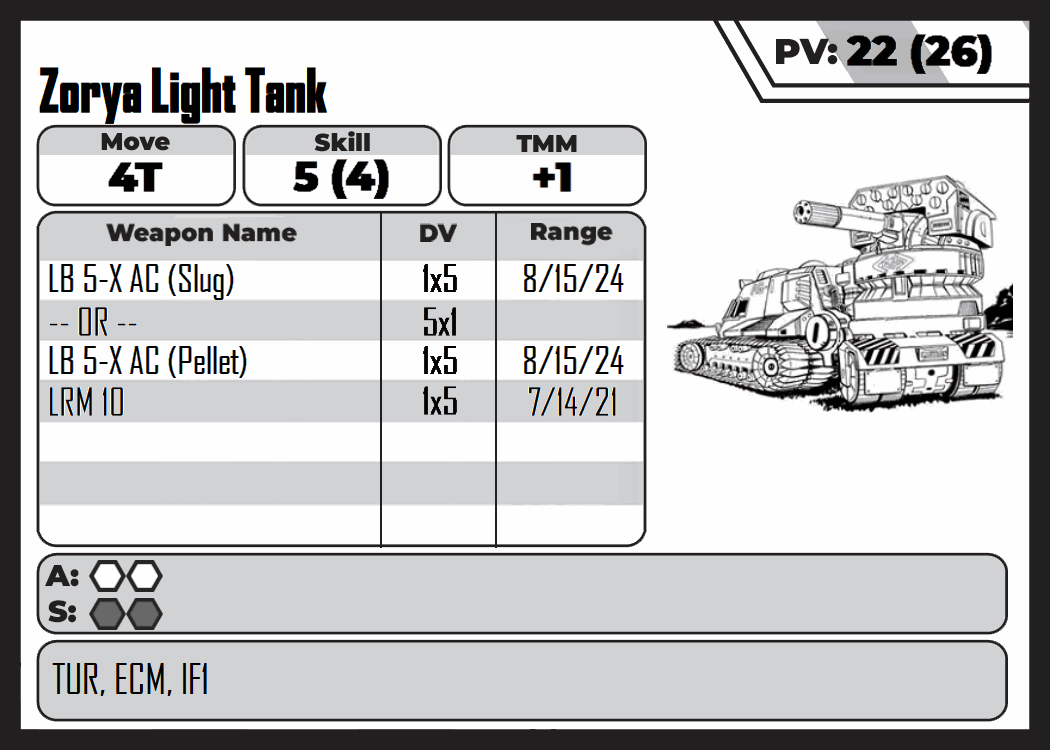 PV: 22 (26)
Zorya Light Tank
Move Skill TMM
4T 5 (4) +1
Weapon Name DV Range
LB 5-X AC (Slug) 1x5 8/15/24
-- OR -- 5x1
LB 5-X AC (Pellet) 1x5 8/15/24
LRM 10 1x5 7/14/21
A:
S:
TUR, ECM, IF1